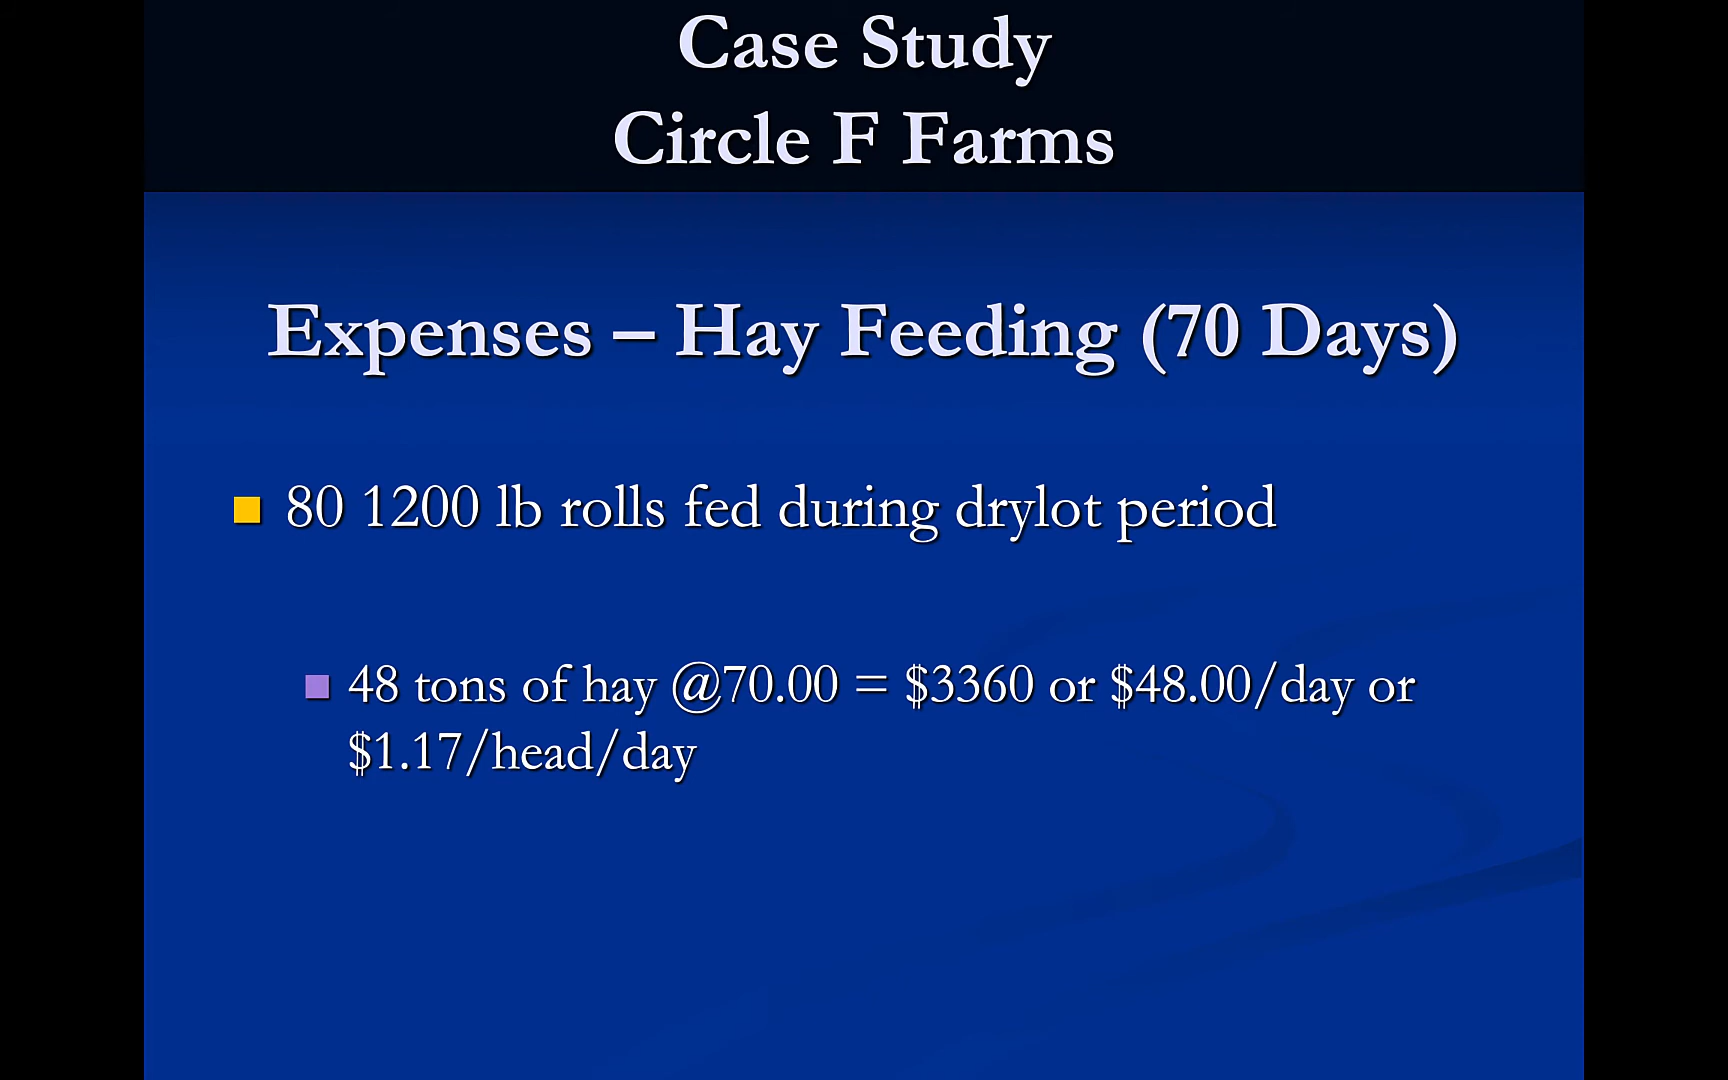 Case Study
Circle F Farms
Expenses – Hay Feeding (70 Days)
80 1200 lb rolls fed during drylot period
48 tons of hay @70.00 = $3360 or $48.00/day or
$1.17/head/day